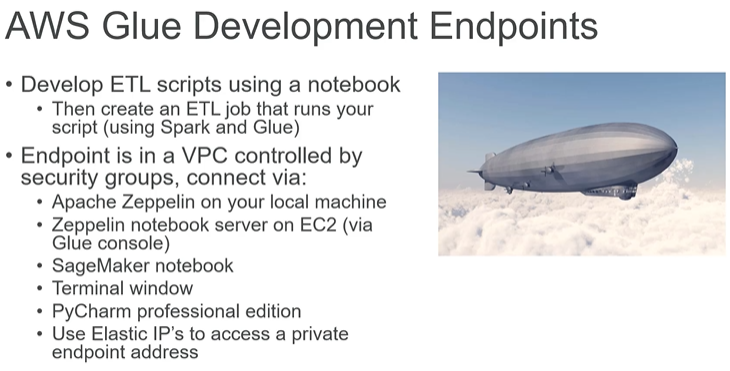 AWS Glue Development Endpoints
• Develop ETL scripts using a notebook
• Then create an ETL job that runs your
script (using Spark and Glue)
• Endpoint is in a VPC controlled by
security groups, connect via:
• Apache Zeppelin on your local machine
• Zeppelin notebook server on EC2 (via
Glue console)
• SageMaker notebook
• Terminal window
• PyCharm professional edition
• Use Elastic IP's to access a private
endpoint address